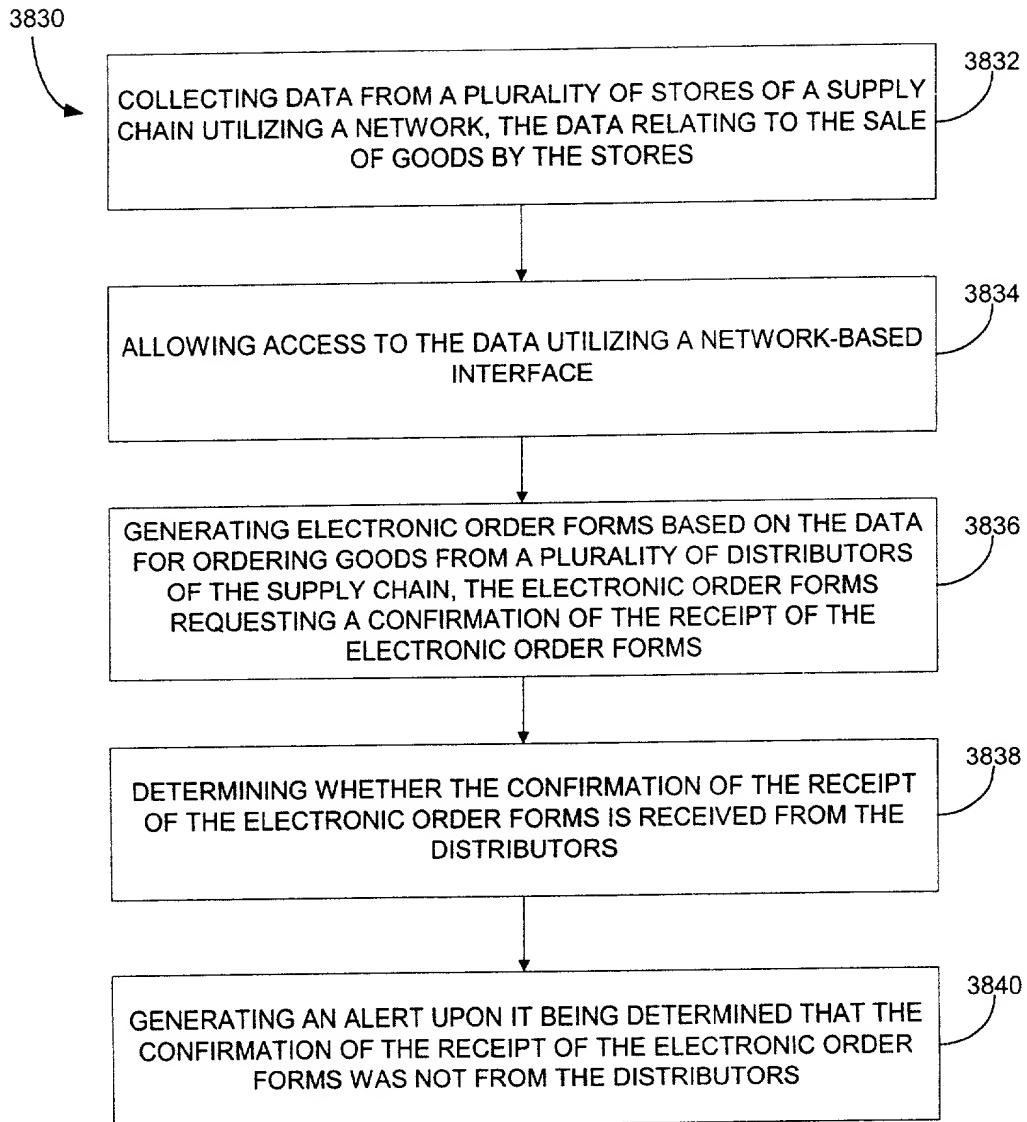 3830
3832
COLLECTING DATA FROM A PLURALITY OF STORES OF A SUPPLY
CHAIN UTILIZING A NETWORK, THE DATA RELATING TO THE SALE
OF GOODS BY THE STORES
3834
ALLOWING ACCESS TO THE DATA UTILIZING A NETWORK-BASED
INTERFACE
3836
GENERATING ELECTRONIC ORDER FORMS BASED ON THE DATA
FOR ORDERING GOODS FROM A PLURALITY OF DISTRIBUTORS
OF THE SUPPLY CHAIN, THE ELECTRONIC ORDER FORMS
REQUESTING A CONFIRMATION OF THE RECEIPT OF THE
ELECTRONIC ORDER FORMS
3838
DETERMINING WHETHER THE CONFIRMATION OF THE RECEIPT
OF THE ELECTRONIC ORDER FORMS IS RECEIVED FROM THE
DISTRIBUTORS
3840
GENERATING AN ALERT UPON IT BEING DETERMINED THAT THE
CONFIRMATION OF THE RECEIPT OF THE ELECTRONIC ORDER
FORMS WAS NOT FROM THE DISTRIBUTORS